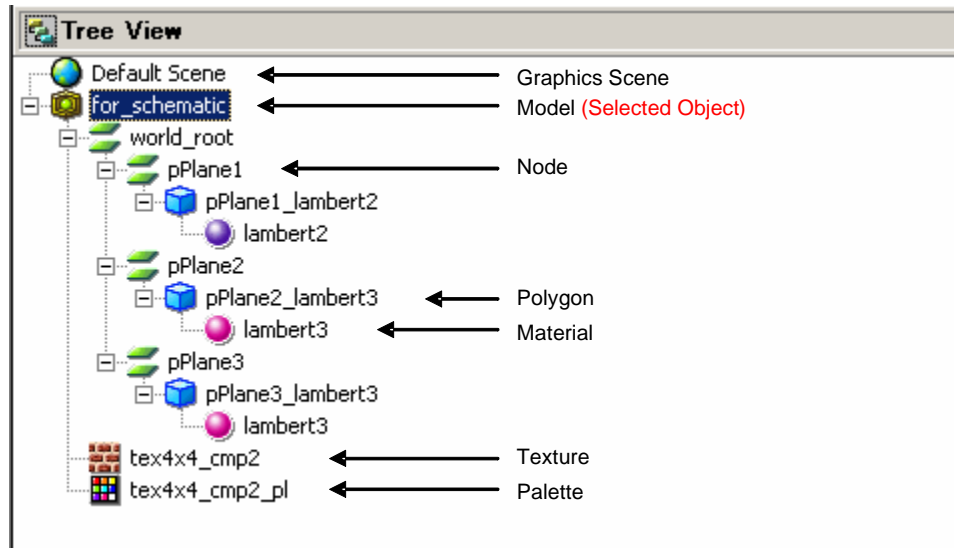 Tree View
Default Scene Graphics Scene
for_schematic Model (Selected Object)
world_root
pPlane1 Node
pPlane1_lambert2
lambert2
pPlane2
pPlane2_lambert3 Polygon
lambert3 Material
pPlane3
pPlane3_lambert3
lambert3
tex4x4_cmp2 Texture
tex4x4_cmp2_pl Palette